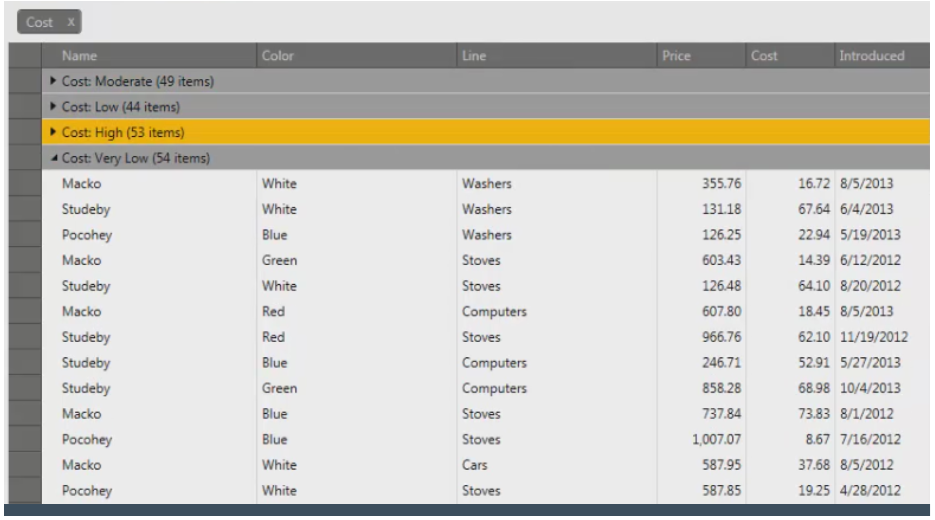 Cost x
Name Color Line Price Cost Introduced
Cost: Moderate (49 items)
Cost: Low (44 items)
Cost: High (53 items)
Cost: Very Low (54 items)
Macko White Washers 355.76 16.72 8/5/2013
Studeby White Washers 131.18 67.64 6/4/2013
Pocohey Blue Washers 126.25 22.94 5/19/2013
Macko Green Stoves 603.43 14.39 6/12/2012
Studeby White Stoves 126.48 64.10 8/20/2012
Macko Red Computers 607.80 18.45 8/5/2013
Studeby Red Stoves 966.76 62.10 11/19/2012
Studeby Blue Computers 246.71 52.91 5/27/2013
Studeby Green Computers 858.28 68.98 10/4/2013
Macko Blue Stoves 737.84 73.83 8/1/2012
Pocohey Blue Stoves 1,007.07 8.67 7/16/2012
Macko White Cars 587.95 37.68 8/5/2012
Pocohey White Stoves 587.85 19.25 4/28/2012